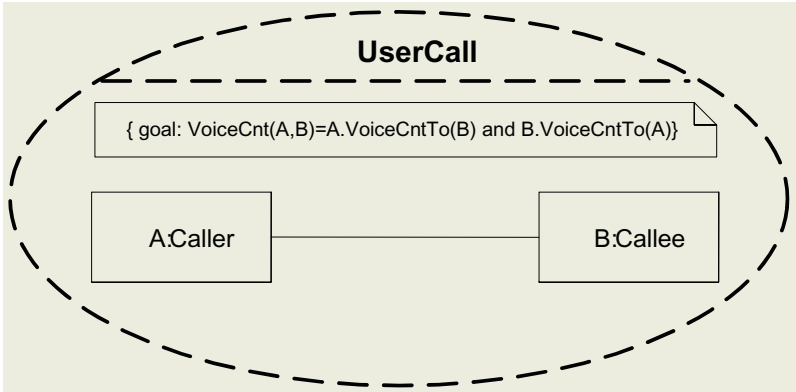 UserCall
{ goal: VoiceCnt(A,B)=A.VoiceCntTo(B) and B.VoiceCntTo(A)}
A:Caller
B:Callee